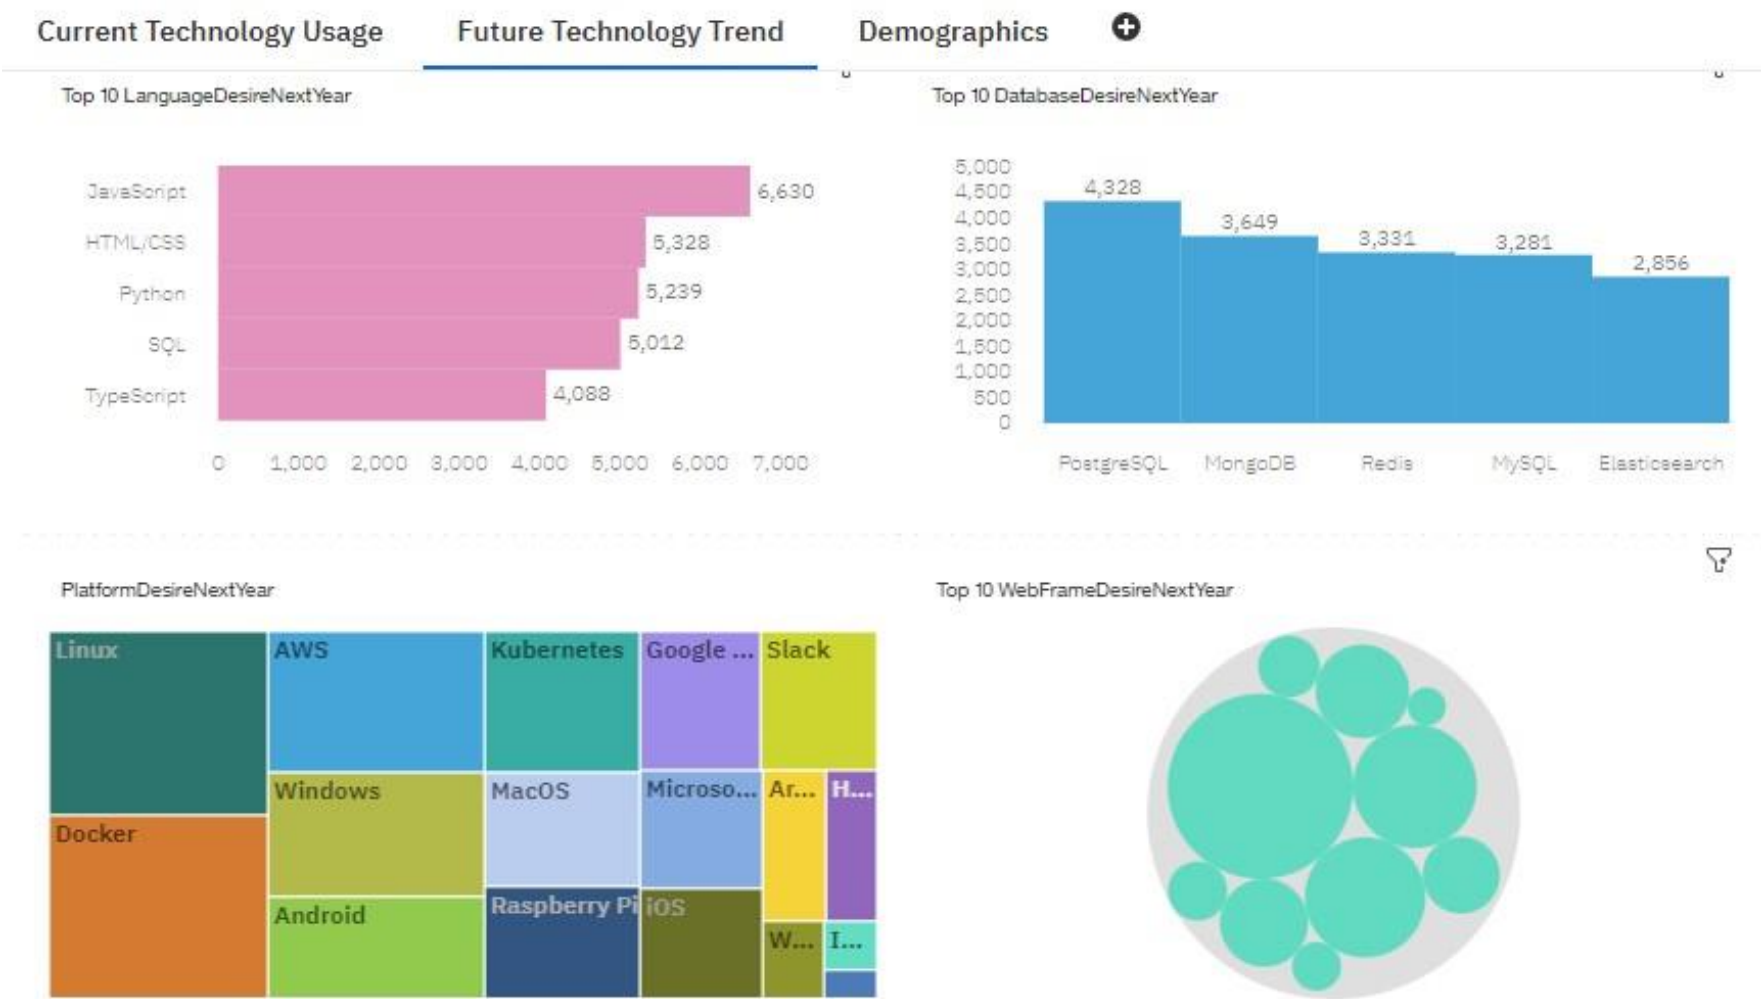 Current Technology Usage Future Technology Trend Demographics
Top 10 LanguageDesireNextYear
JavaScript 6,630
HTML/CSS 5,328
Python 5,239
SQL 5,012
TypeScript 4,088
0 1,000 2,000 3,000 4,000 5,000 6,000 7,000
Top 10 DatabaseDesireNextYear
5,000
4,500
4,000
3,500
3,000
2,500
2,000
1,500
1,000
500
0
4,328 3,649 3,331 3,281 2,856
PostgreSQL MongoDB Redis MySQL Elasticsearch
PlatformDesireNextYear
Linux AWS Kubernetes Google ... Slack
Windows MacOS Microso... Ar... H...
Docker
Android Raspberry Pi iOS
W... I...
Top 10 WebFrameDesireNextYear